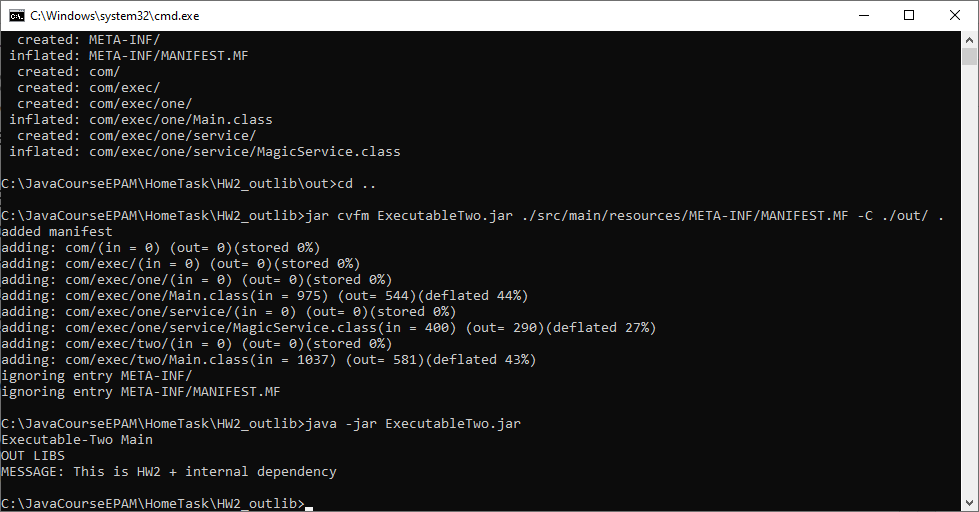 C:\Windows\system32\cmd.exe
created: META-INF/
inflated: META-INF/MANIFEST.MF
created: com/
created: com/exec/
created: com/exec/one/
inflated: com/exec/one/Main.class
created: com/exec/one/service/
inflated: com/exec/one/service/MagicService.class
C:\JavaCourseEPAM\HomeTask\HW2_outlib\out>cd ..
C:\JavaCourseEPAM\HomeTask\HW2_outlib>jar cvfm ExecutableTwo.jar ./src/main/resources/META-INF/MANIFEST.MF -C ./out/ .
added manifest
adding: com/(in = 0) (out= 0)(stored 0%)
adding: com/exec/(in = 0) (out= 0)(stored 0%)
adding: com/exec/one/(in = 0) (out= 0)(stored 0%)
adding: com/exec/one/Main.class(in = 975) (out= 544)(deflated 44%)
adding: com/exec/one/service/(in = 0) (out= 0)(stored 0%)
adding: com/exec/one/service/MagicService.class(in = 400) (out= 290)(deflated 27%)
adding: com/exec/two/(in = 0) (out= 0)(stored 0%)
adding: com/exec/two/Main.class(in = 1037) (out= 581)(deflated 43%)
ignoring entry META-INF/
ignoring entry META-INF/MANIFEST.MF
C:\JavaCourseEPAM\HomeTask\HW2_outlib>java -jar ExecutableTwo.jar
Executable-Two Main
OUT LIBS
MESSAGE: This is HW2 + internal dependency
C:\JavaCourseEPAM\HomeTask\HW2_outlib>